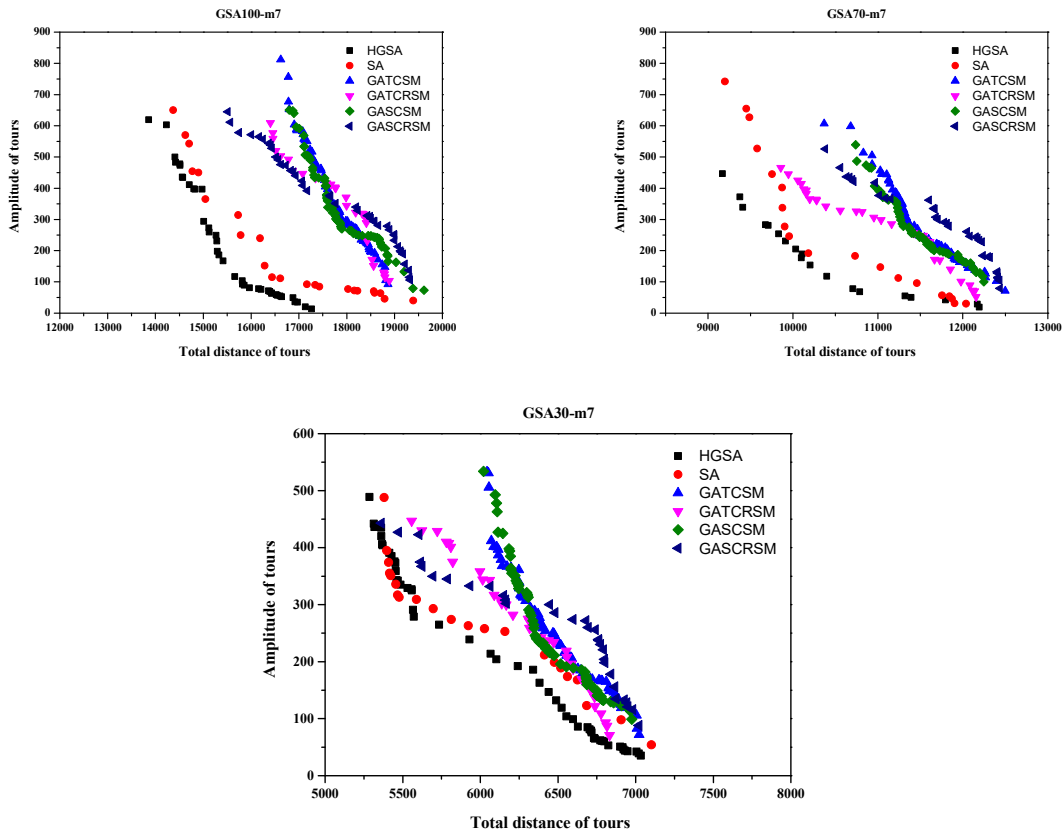 GSA100-m7
900
800
700
600
500
400
300
200
100
0
12000 13000 14000 15000 16000 17000 18000 19000 20000
Amplitude of tours
Total distance of tours
HGSA
SA
GATCSM
GATCRSM
GASCSM
GASCRSM
GSA70-m7
900
800
700
600
500
400
300
200
100
0
9000 10000 11000 12000 13000
Amplitude of tours
Total distance of tours
HGSA
SA
GATCSM
GATCRSM
GASCSM
GASCRSM
GSA30-m7
600
500
400
300
200
100
0
5000 5500 6000 6500 7000 7500 8000
Amplitude of tours
Total distance of tours
HGSA
SA
GATCSM
GATCRSM
GASCSM
GASCRSM